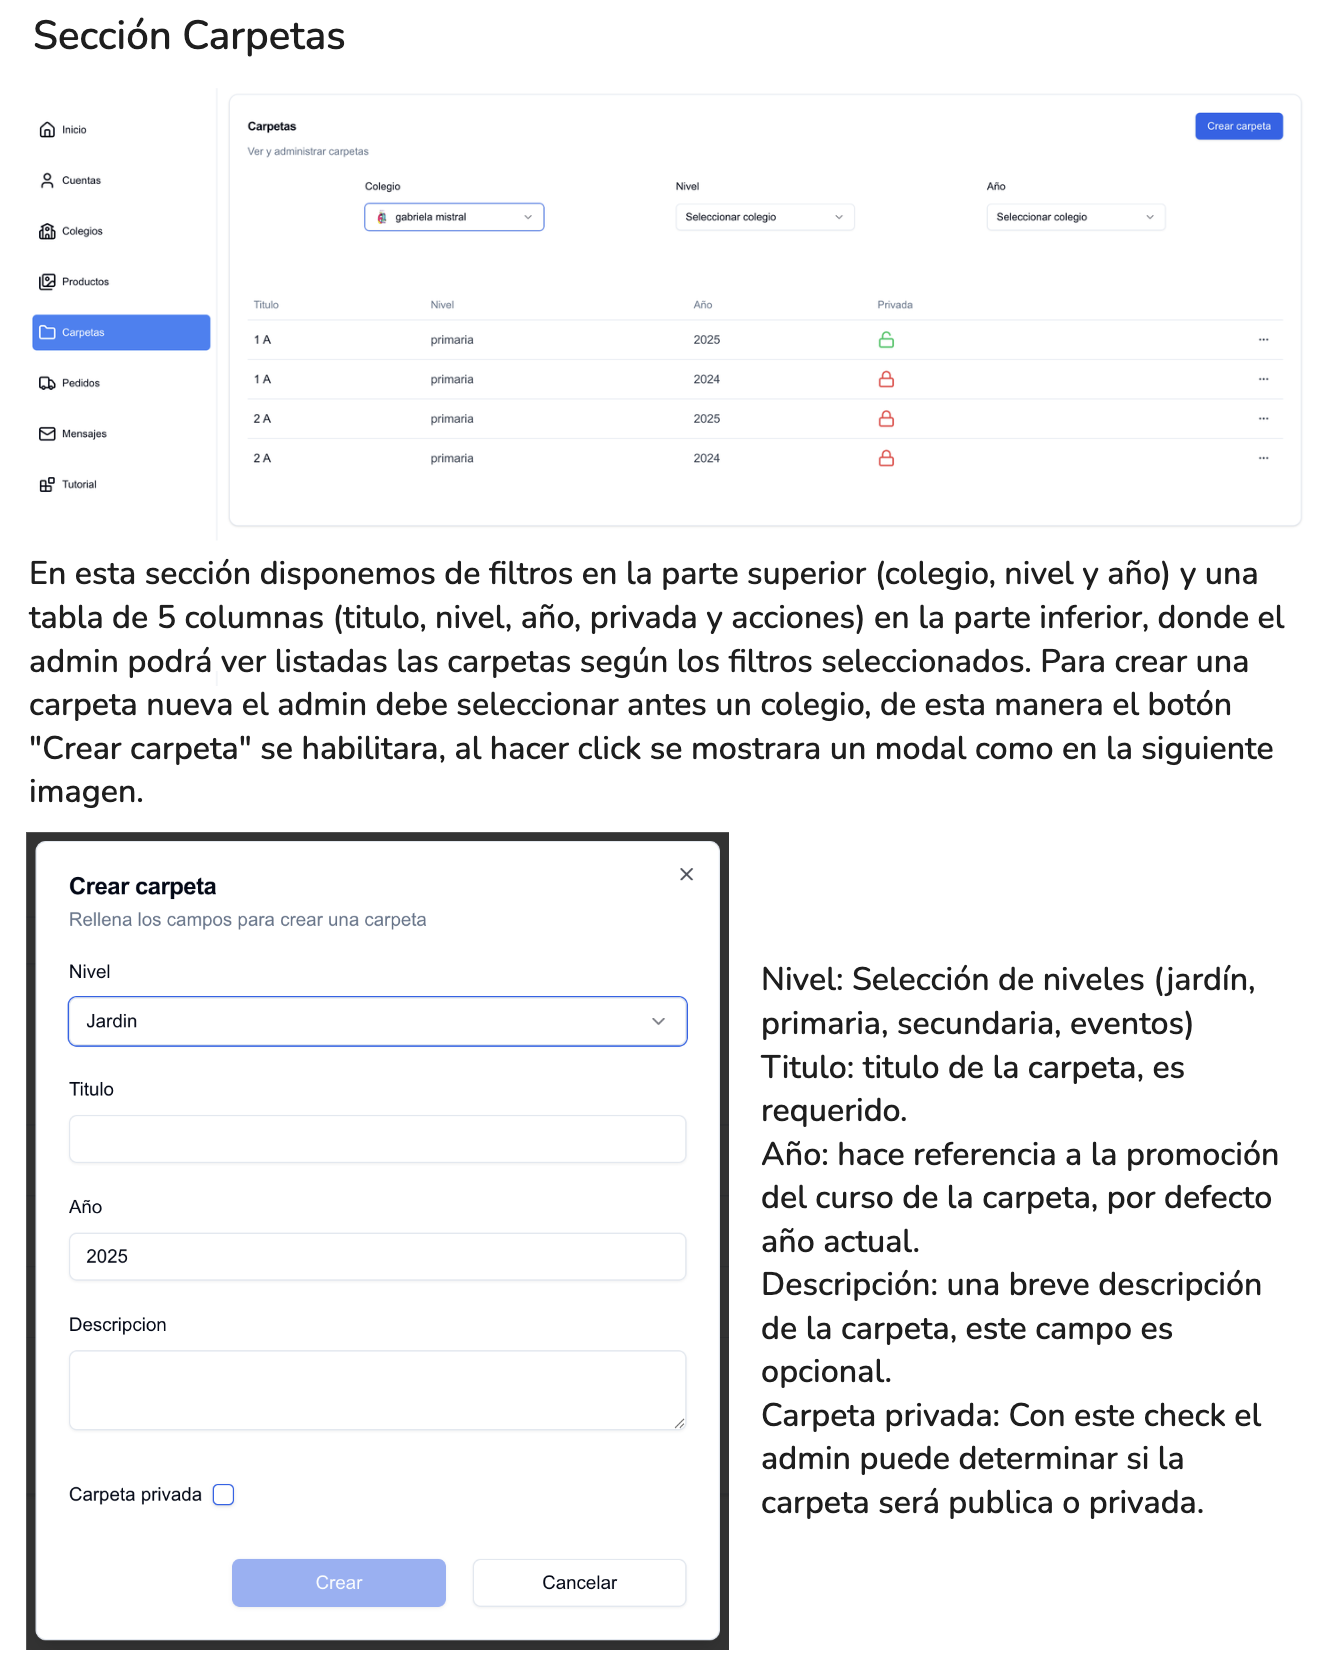 Sección Carpetas
Inicio
Cuentas
Colegios
Productos
Carpetas
Pedidos
Mensajes
Tutorial
Carpetas
Crear carpeta
Ver y administrar carpetas
Colegio
Nivel
Año
gabriela mistral
Seleccionar colegio
Seleccionar colegio
Titulo Nivel Año Privada
1 A primaria 2025 ...
1 A primaria 2024 ...
2 A primaria 2025 ...
2 A primaria 2024 ...
En esta sección disponemos de filtros en la parte superior (colegio, nivel y año) y una
tabla de 5 columnas (titulo, nivel, año, privada y acciones) en la parte inferior, donde el
admin podrá ver listadas las carpetas según los filtros seleccionados. Para crear una
carpeta nueva el admin debe seleccionar antes un colegio, de esta manera el botón
"Crear carpeta" se habilitara, al hacer click se mostrara un modal como en la siguiente
imagen.
Crear carpeta
Rellena los campos para crear una carpeta
Nivel
Jardin
Titulo
Año
2025
Descripcion
Carpeta privada
Crear
Cancelar
Nivel: Selección de niveles (jardín,
primaria, secundaria, eventos)
Titulo: titulo de la carpeta, es
requerido.
Año: hace referencia a la promoción
del curso de la carpeta, por defecto
año actual.
Descripción: una breve descripción
de la carpeta, este campo es
opcional.
Carpeta privada: Con este check el
admin puede determinar si la
carpeta será publica o privada.